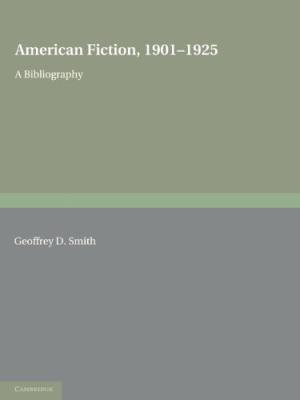 American Fiction, 1901–1925
A Bibliography
Geoffrey D. Smith
CAMBRIDGE